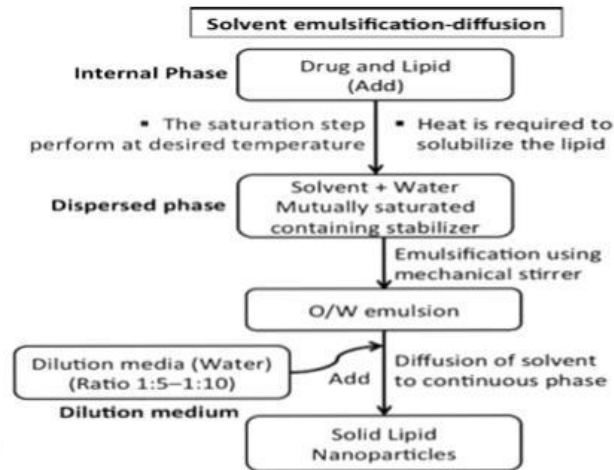 Solvent emulsification-diffusion
Internal Phase
Drug and Lipid
(Add)
▪ The saturation step
perform at desired temperature
▪ Heat is required to
solubilize the lipid
Dispersed phase
Solvent + Water
Mutually saturated
containing stabilizer
Emulsification using
mechanical stirrer
O/W emulsion
Dilution media (Water)
(Ratio 1:5–1:10)
Dilution medium
Add
Diffusion of solvent
to continuous phase
Solid Lipid
Nanoparticles